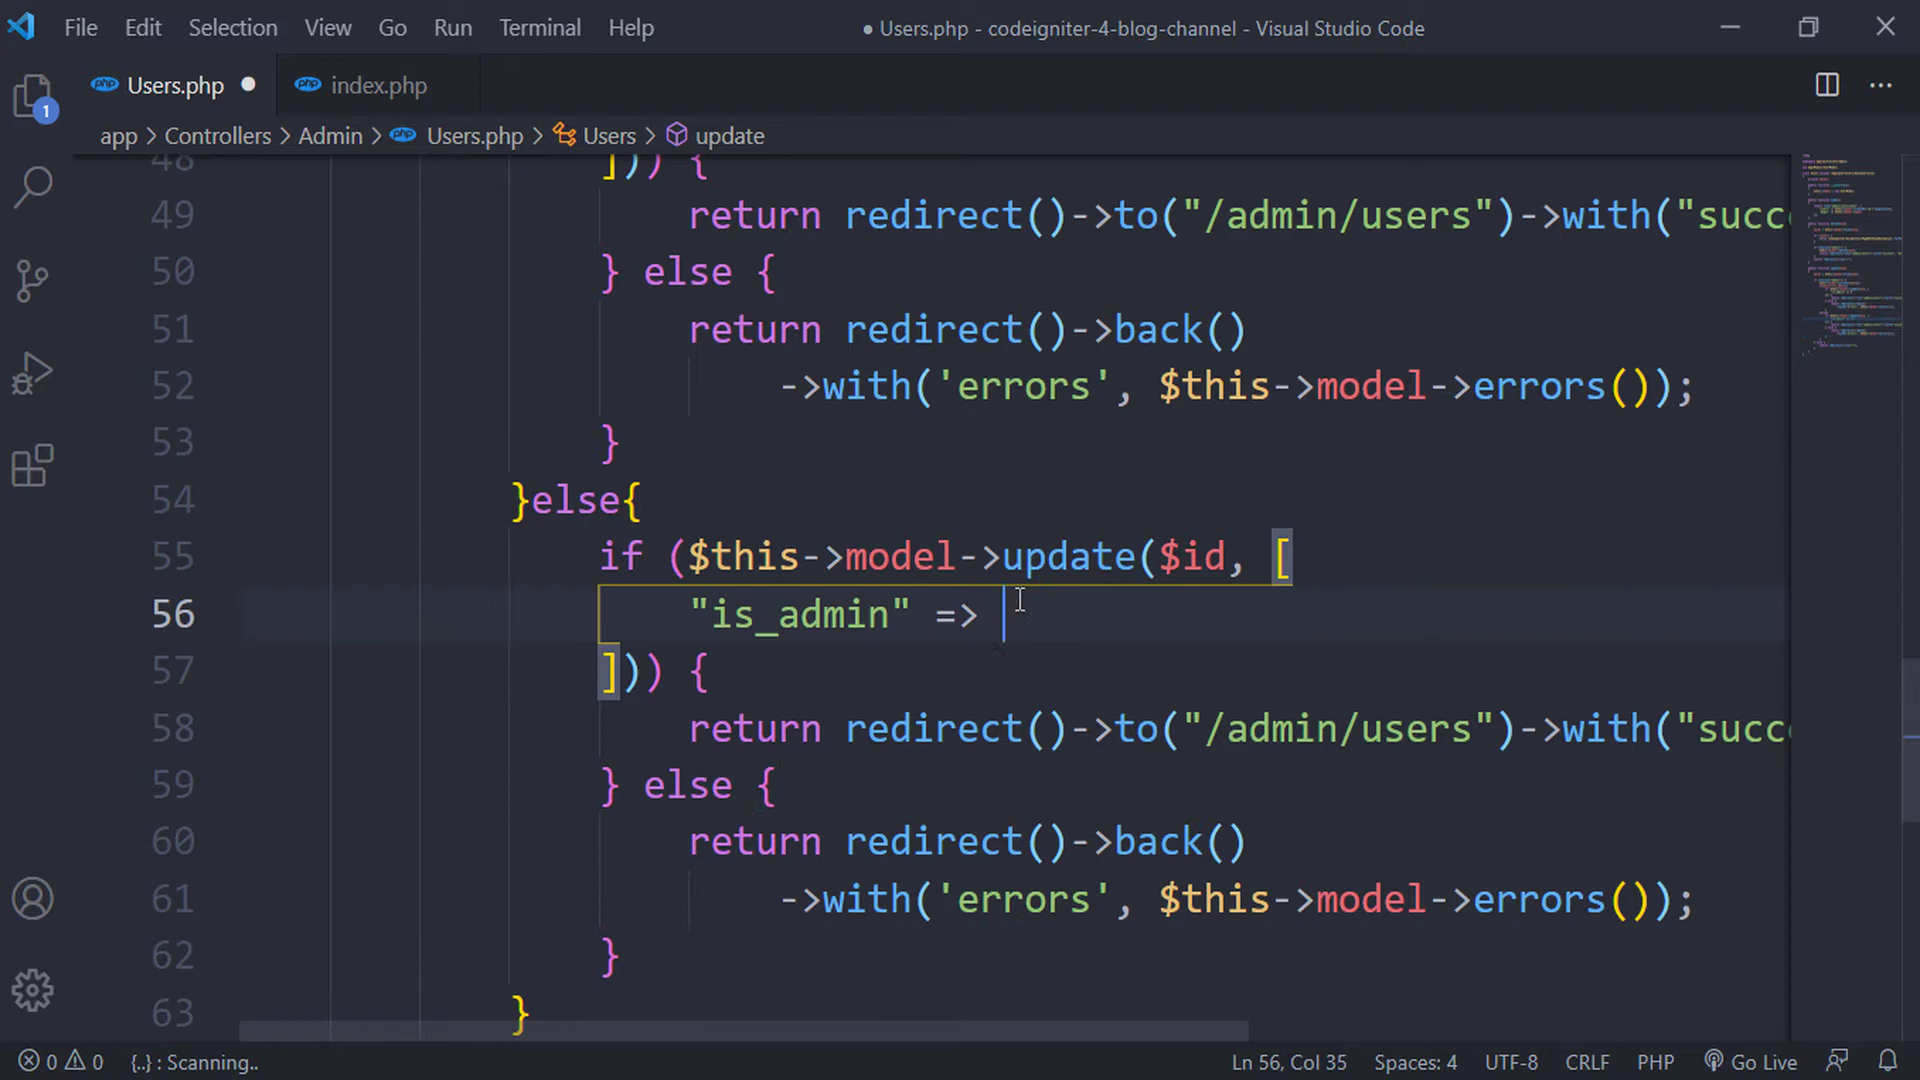 File Edit Selection View Go Run Terminal Help ● Users.php - codeigniter-4-blog-channel - Visual Studio Code
Users.php ● index.php
app > Controllers > Admin > Users.php > Users > update
1
48 ])) {
49 return redirect()->to("/admin/users")->with("succ
50 } else {
51 return redirect()->back()
52 ->with('errors', $this->model->errors());
53 }
54 }else{
55 if ($this->model->update($id, [
56 "is_admin" =>
57 ])) {
58 return redirect()->to("/admin/users")->with("succ
59 } else {
60 return redirect()->back()
61 ->with('errors', $this->model->errors());
62 }
63 }
0 0 {..} : Scanning.. Ln 56, Col 35 Spaces: 4 UTF-8 CRLF PHP Go Live